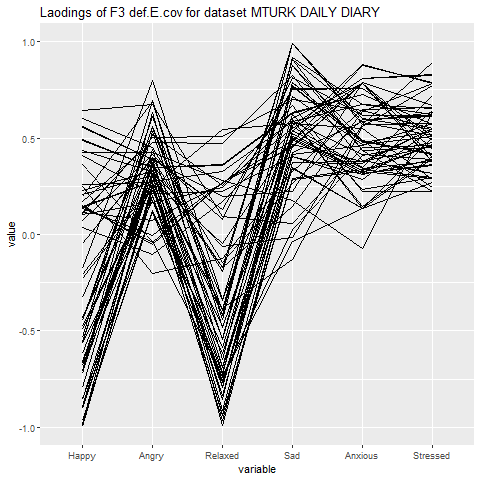 Laodings of F3 def.E.cov for dataset MTURK DAILY DIARY
1.0
0.5
0.0
-0.5
-1.0
value
Happy Angry Relaxed Sad Anxious Stressed
variable